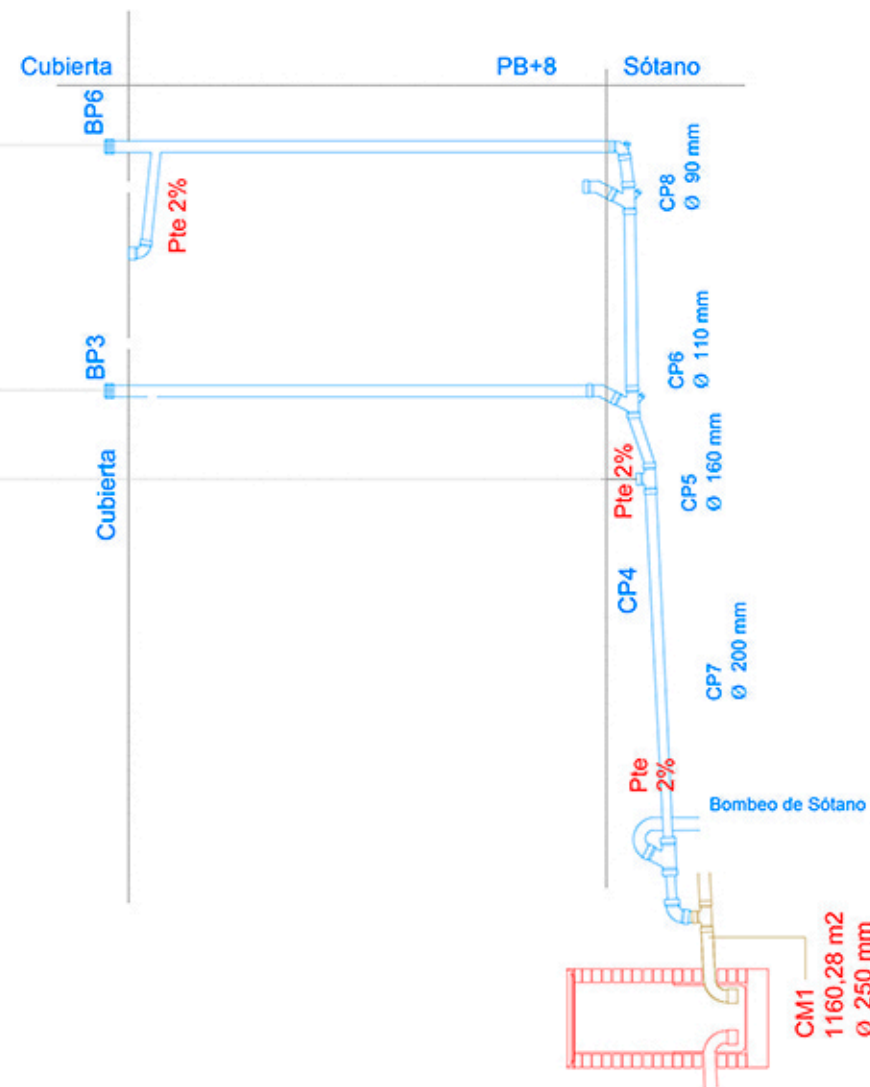 Cubierta
PB+8
Sótano
BP6
Pte 2%
CP8
Ø 90 mm
BP3
CP6
Ø 110 mm
Cubierta
Pte 2%
CP5
Ø 160 mm
CP4
CP7
Ø 200 mm
Pte
2%
Bombeo de Sótano
CM1
1160,28 m2
Ø 250 mm